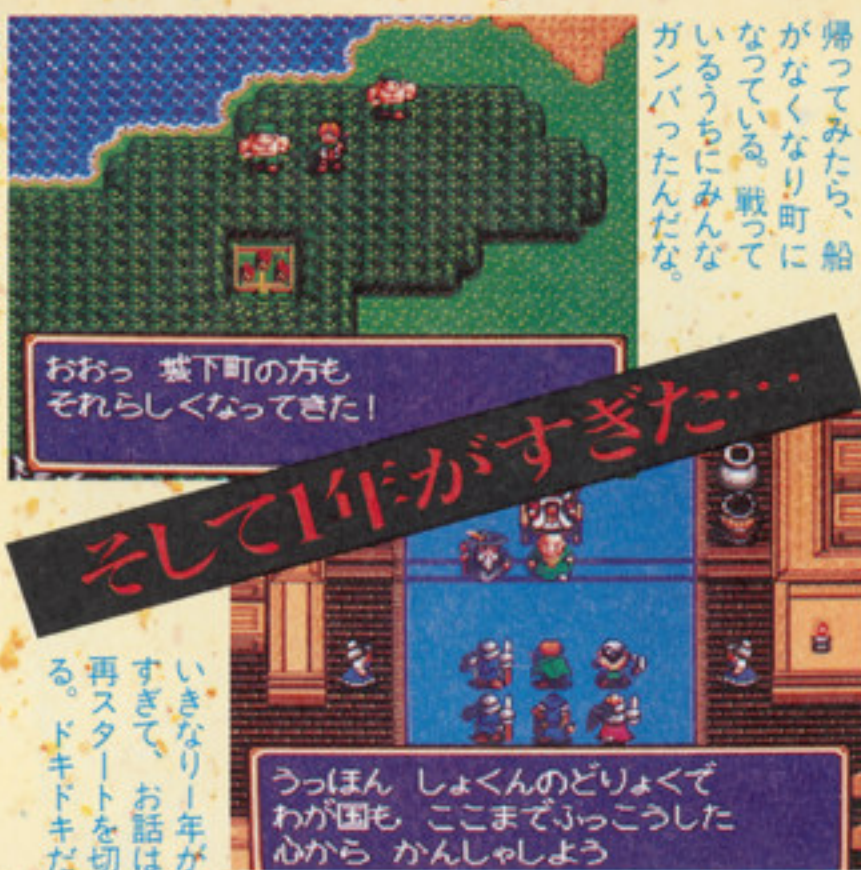 帰ってみたら、船
がなくなり町に
なっている。戦って
いるうちにみんな
ガンバったんだな。
おおっ 城下町の方も
それらしくなってきた！
そして1年がすぎた…
いきなり1年が
すぎて、お話は
再スタートを切
る。ドキドキだ
うっほん しょくんのどりょくで
わが国も ここまでふっこうした
心から かんしゃしよう